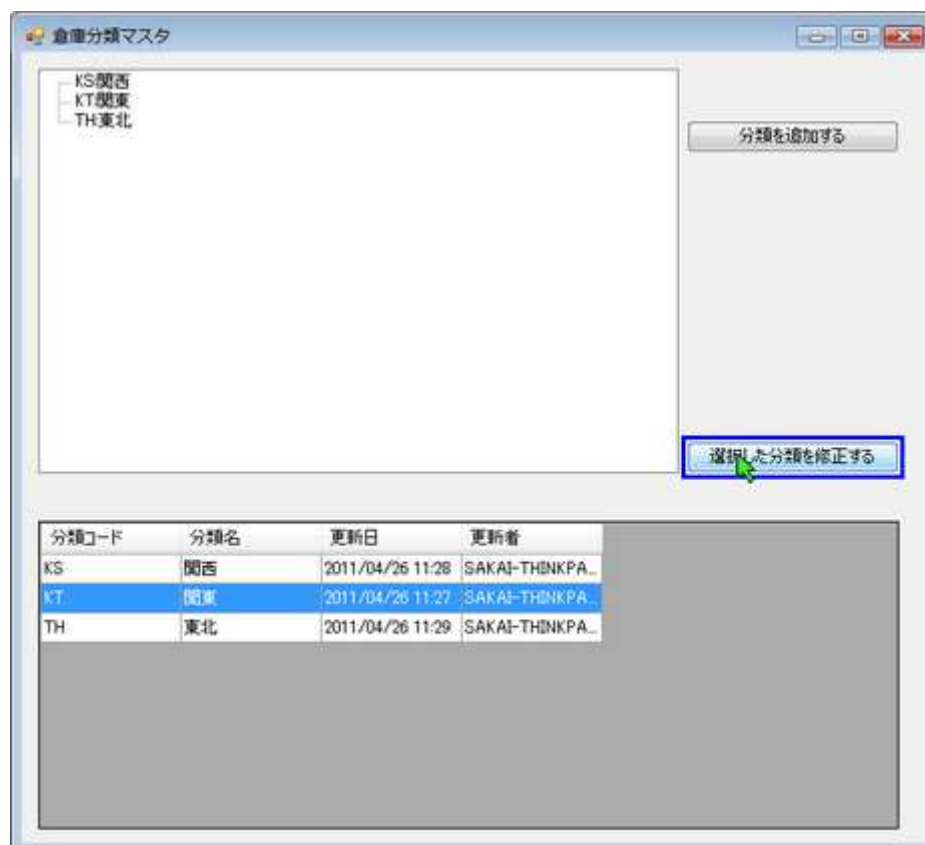 倉庫分類マスタ
KS:関西
KT:関東
TH:東北
分類を追加する
選択した分類を修正する
分類コード 分類名 更新日 更新者
KS 関西 2011/04/26 11:28 SAKAI-THINKPA...
KT 関東 2011/04/26 11:27 SAKAI-THINKPA...
TH 東北 2011/04/26 11:29 SAKAI-THINKPA...